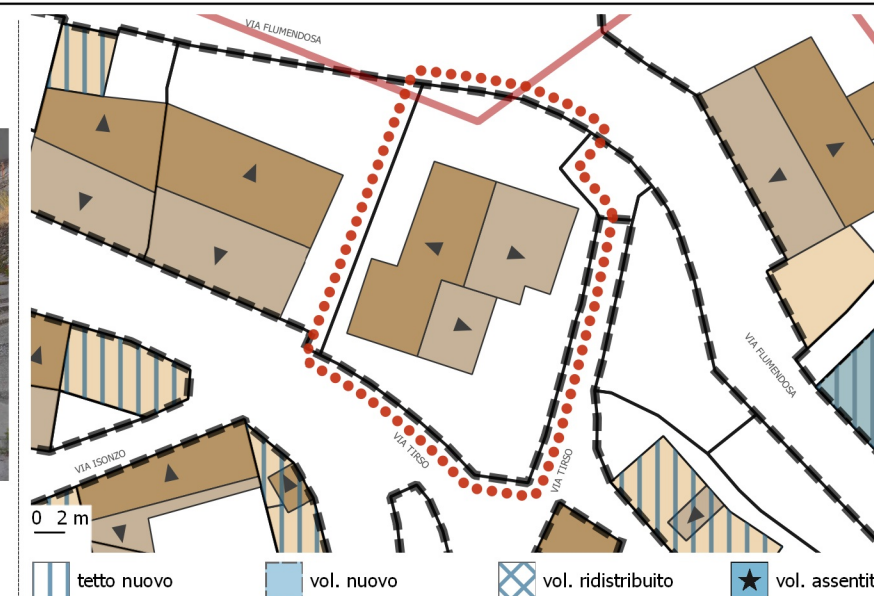 VIA FLUMENDOSA
VIA FLUMENDOSA
VIA TIRSO
VIA TIRSO
VIA ISONZO
0 2 m
tetto nuovo
vol. nuovo
vol. ridistribuito
vol. assentit